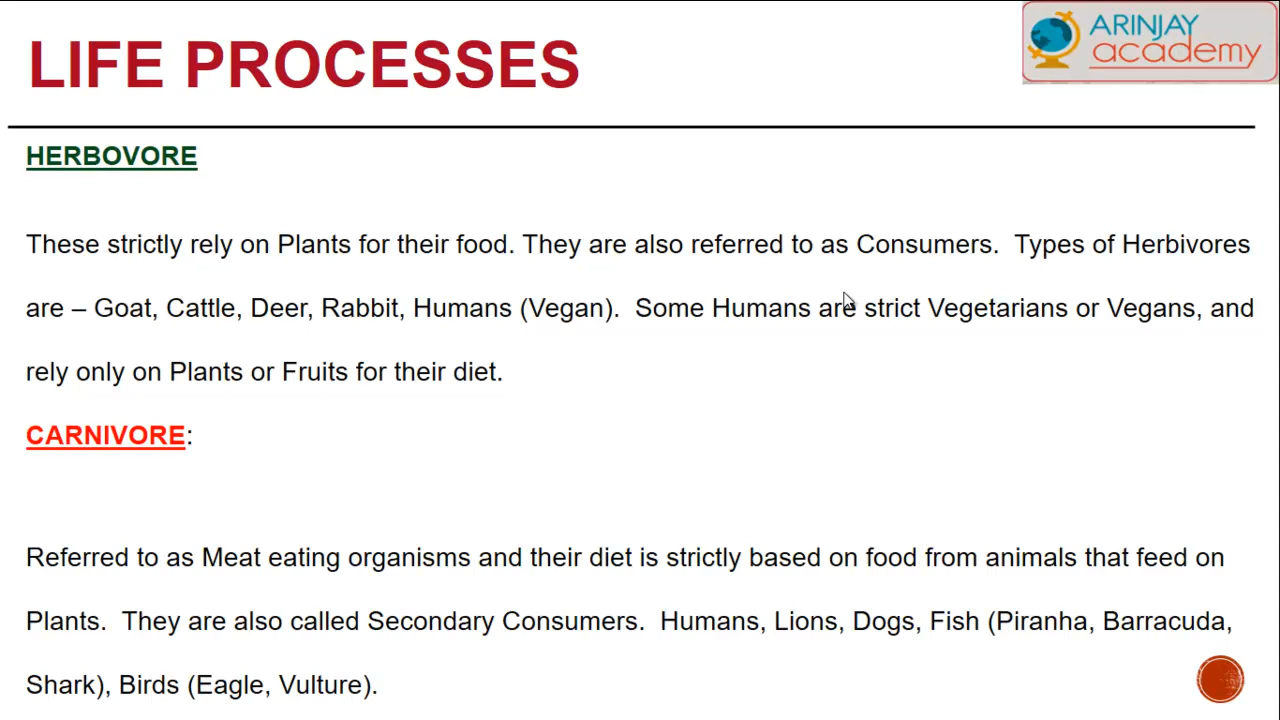 LIFE PROCESSES
ARINJAY
academy
HERBOVORE
These strictly rely on Plants for their food. They are also referred to as Consumers.  Types of Herbivores
are – Goat, Cattle, Deer, Rabbit, Humans (Vegan).  Some Humans are strict Vegetarians or Vegans, and
rely only on Plants or Fruits for their diet.
CARNIVORE:
Referred to as Meat eating organisms and their diet is strictly based on food from animals that feed on
Plants.  They are also called Secondary Consumers.  Humans, Lions, Dogs, Fish (Piranha, Barracuda,
Shark), Birds (Eagle, Vulture).